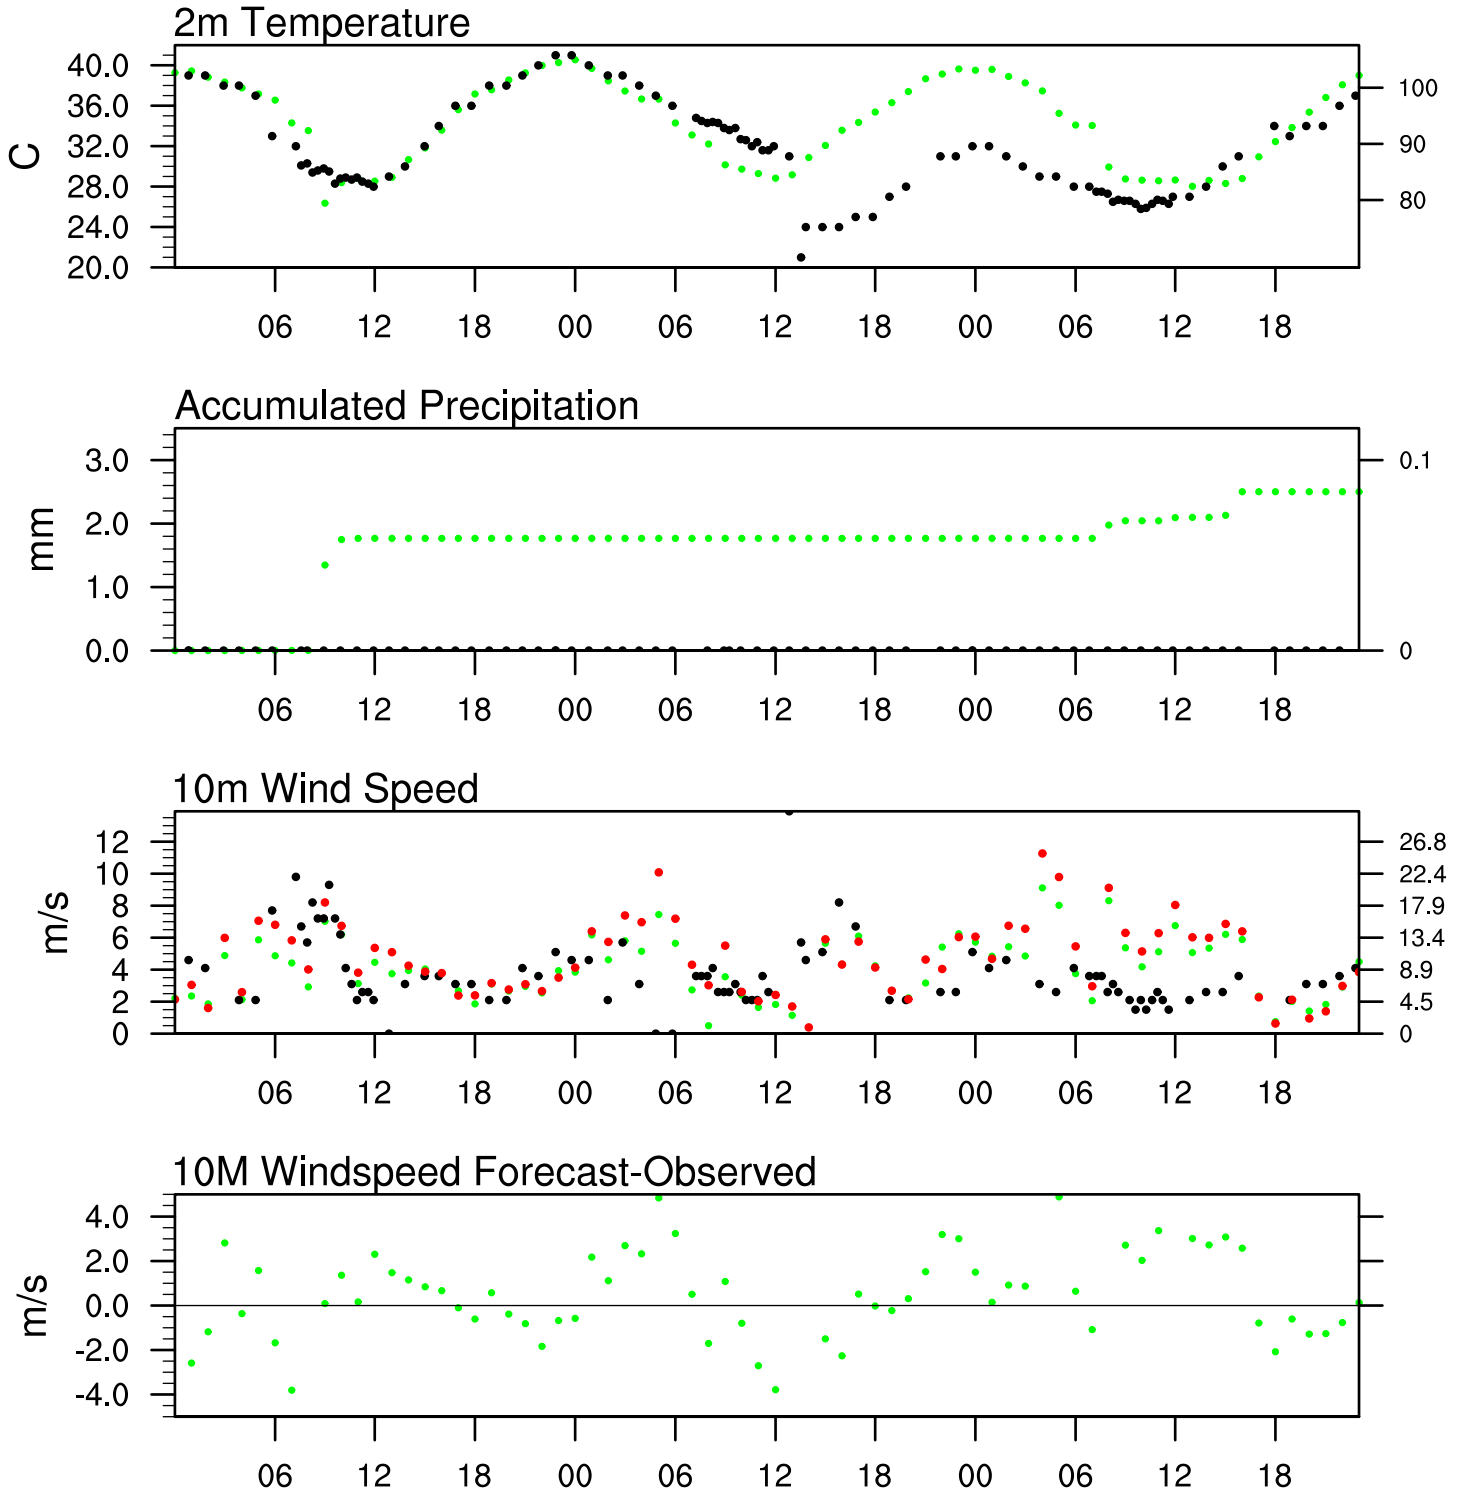 2m Temperature
C
40.0
36.0
32.0
28.0
24.0
20.0
100
90
80
06 12 18 00 06 12 18 00 06 12 18
Accumulated Precipitation
mm
3.0
2.0
1.0
0.0
0.1
0
06 12 18 00 06 12 18 00 06 12 18
10m Wind Speed
m/s
12
10
8
6
4
2
0
26.8
22.4
17.9
13.4
8.9
4.5
0
06 12 18 00 06 12 18 00 06 12 18
10M Windspeed Forecast-Observed
m/s
4.0
2.0
0.0
-2.0
-4.0
06 12 18 00 06 12 18 00 06 12 18